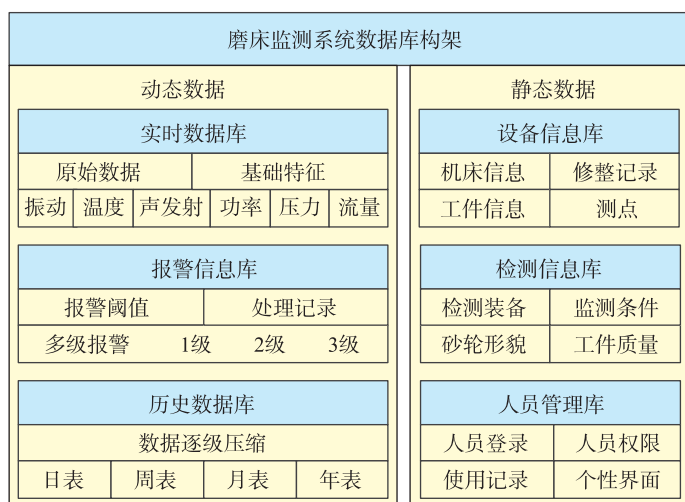 磨床监测系统数据库构架
动态数据
实时数据库
原始数据 基础特征
振动 温度 声发射 功率 压力 流量
报警信息库
报警阈值 处理记录
多级报警 1级 2级 3级
历史数据库
数据逐级压缩
日表 周表 月表 年表
静态数据
设备信息库
机床信息 修整记录
工件信息 测点
检测信息库
检测装备 监测条件
砂轮形貌 工件质量
人员管理库
人员登录 人员权限
使用记录 个性界面